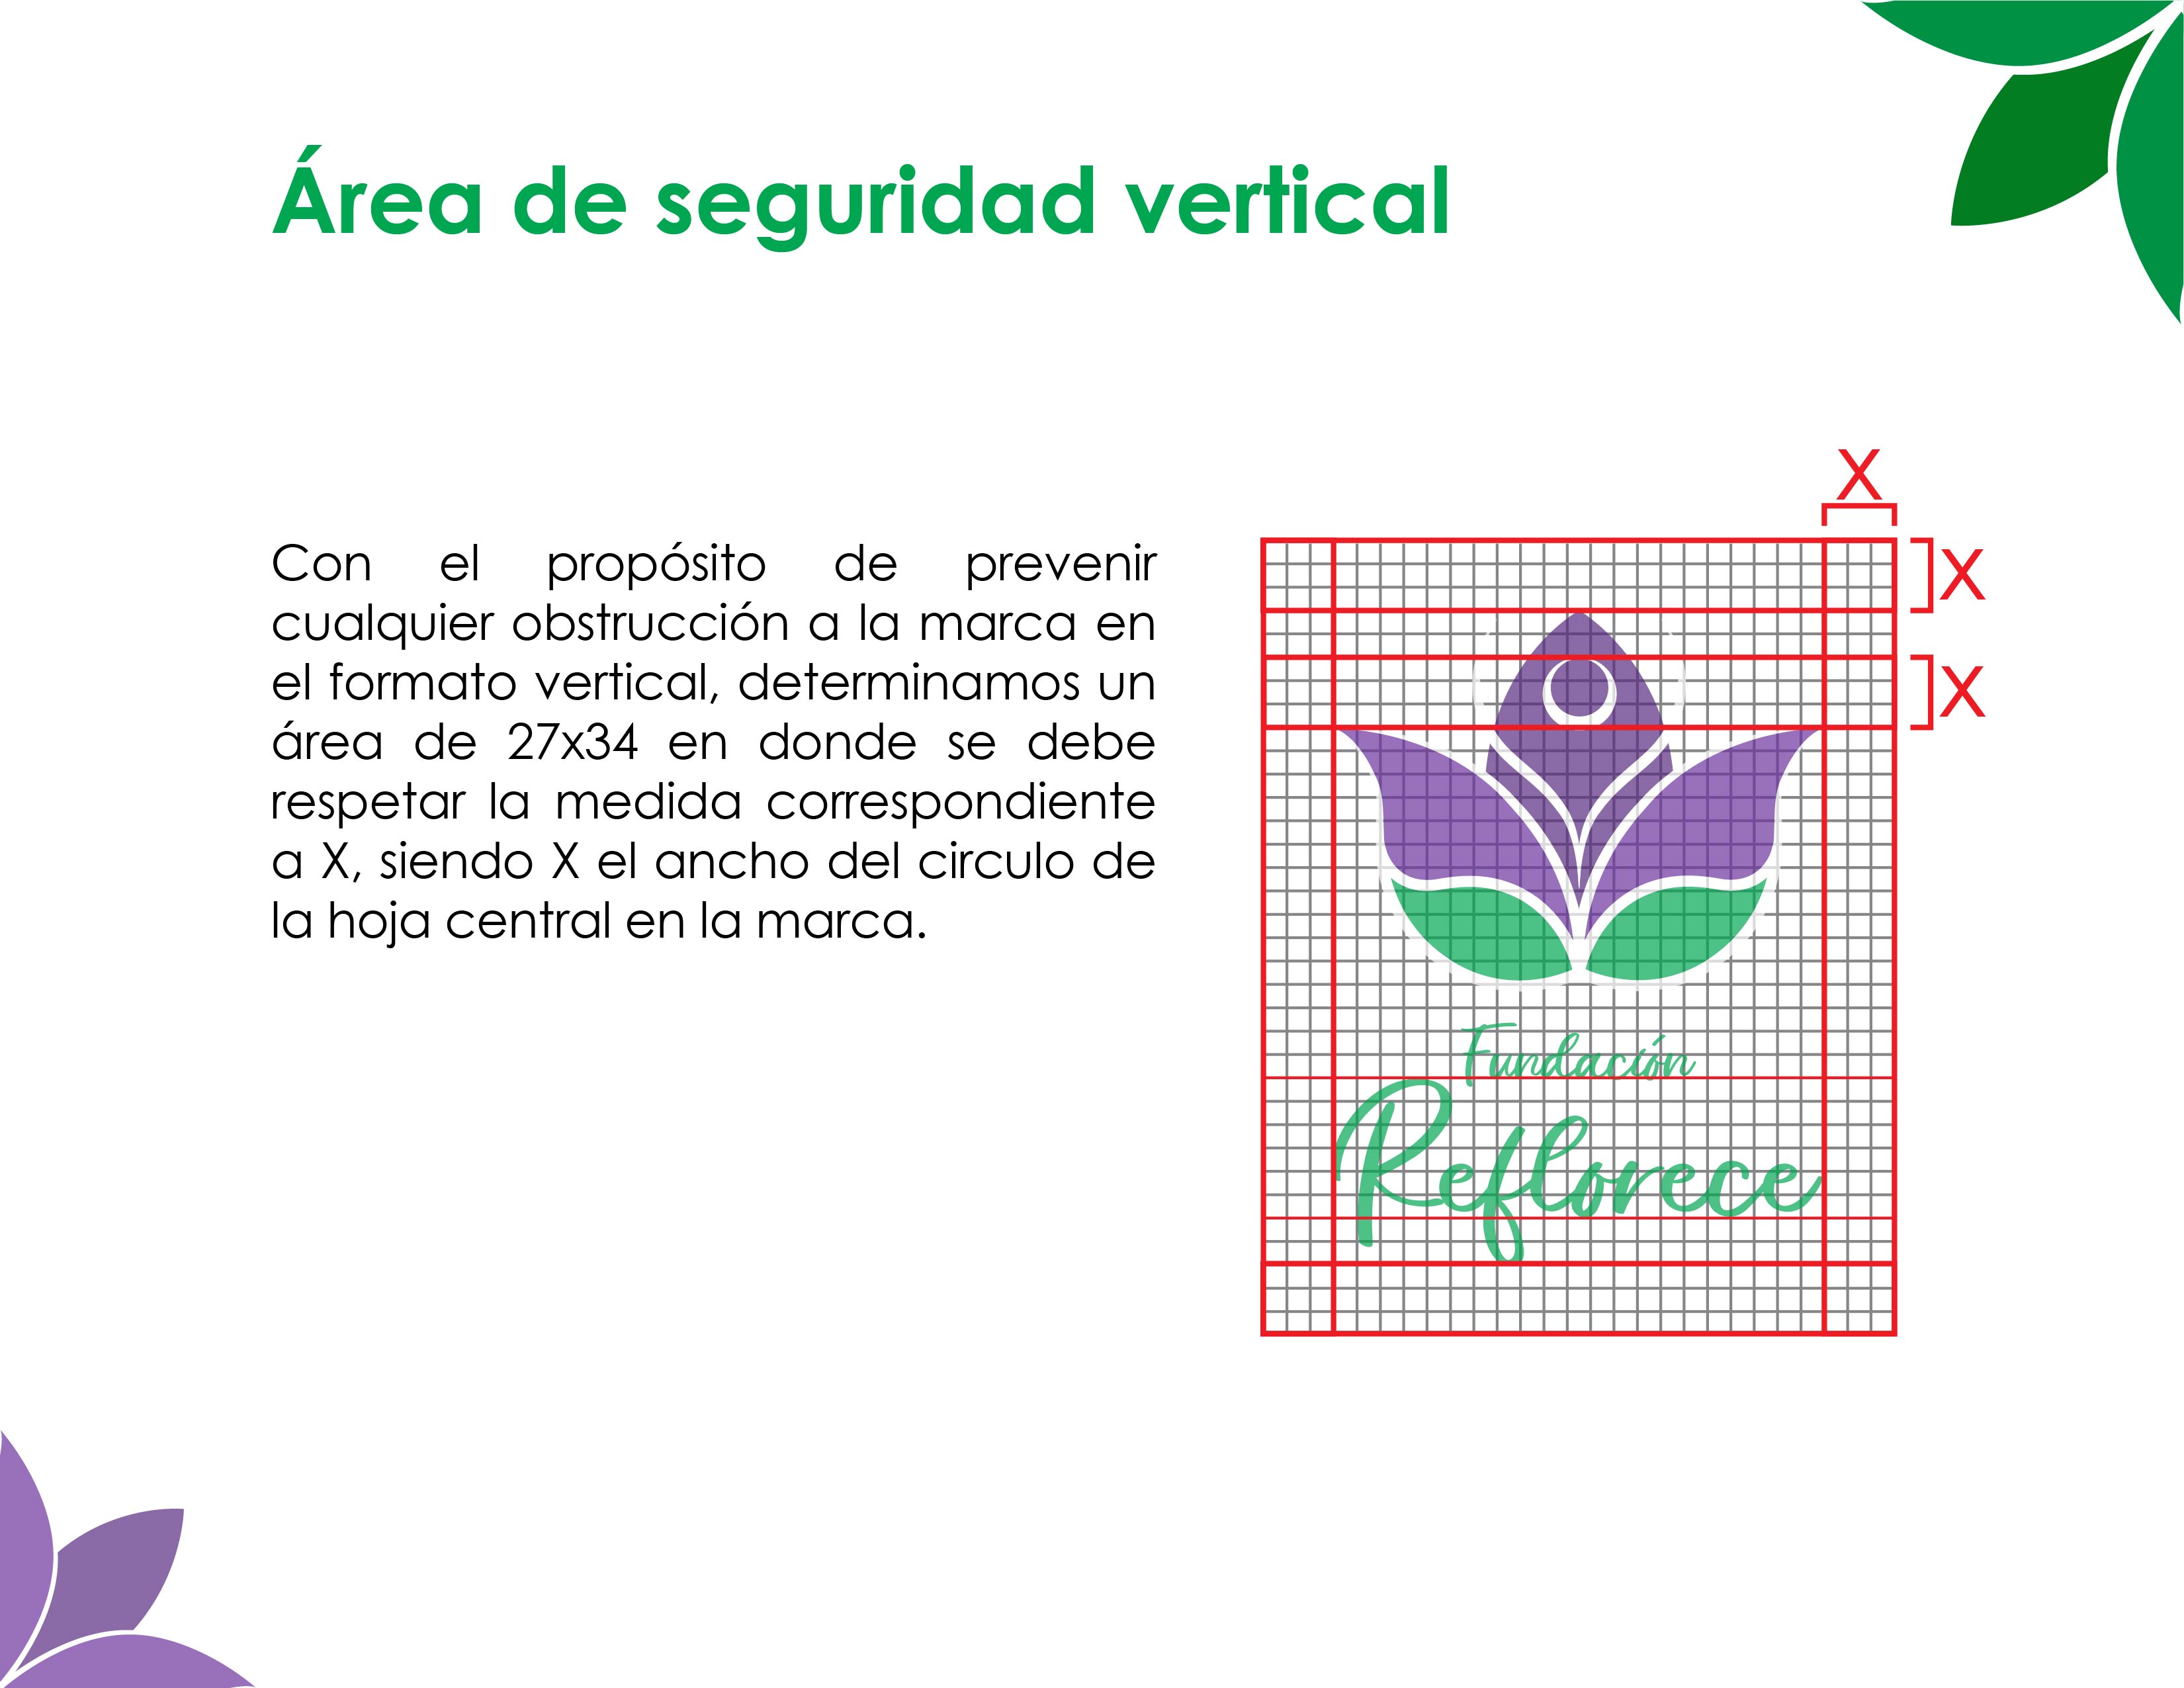 Área de seguridad vertical
X
Con el propósito de prevenir
cualquier obstrucción a la marca en
el formato vertical, determinamos un
área de 27x34 en donde se debe
respetar la medida correspondiente
a X, siendo X el ancho del circulo de
la hoja central en la marca.
X
X
Fundación
Reflorece